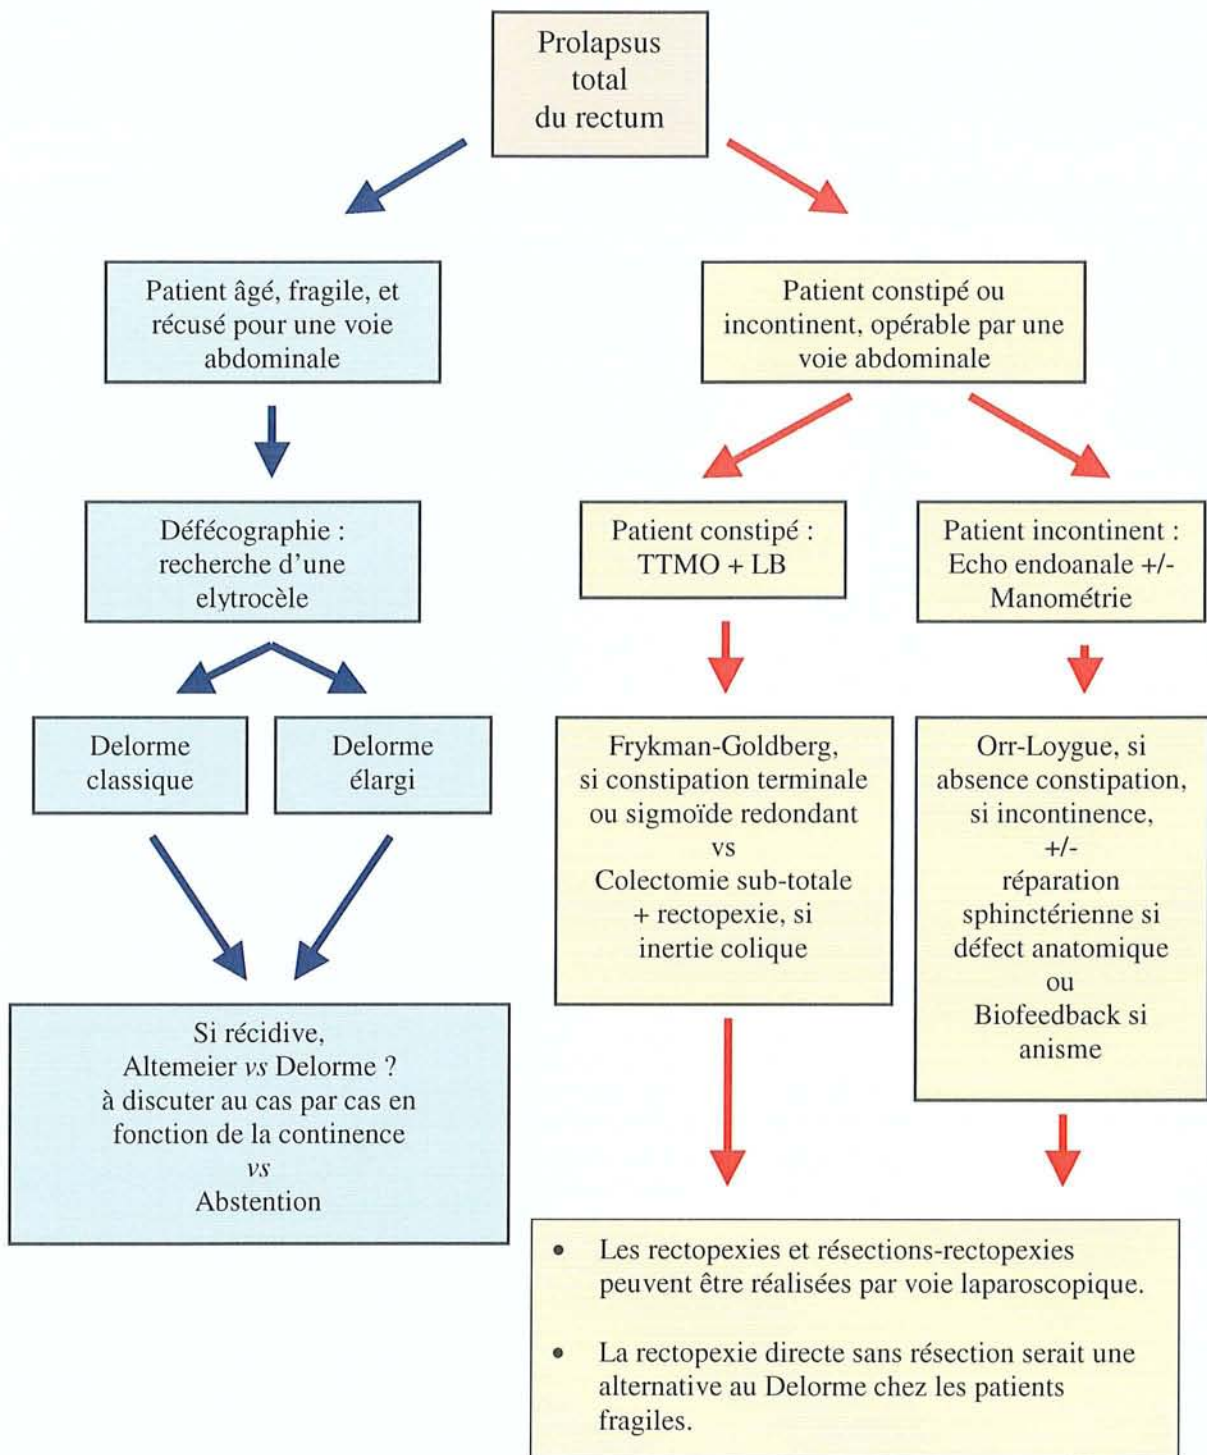 Prolapsus
total
du rectum
Patient âgé, fragile, et
récusé pour une voie
abdominale
Patient constipé ou
incontinent, opérable par une
voie abdominale
Défécographie :
recherche d’une
elytrocèle
Patient constipé :
TTMO + LB
Patient incontinent :
Echo endoanale +/-
Manométrie
Delorme
classique
Delorme
élargi
Frykman-Goldberg,
si constipation terminale
ou sigmoïde redondant
vs
Colectomie sub-totale
+ rectopexie, si
inertie colique
Orr-Loygue, si
absence constipation,
si incontinence,
+/-
réparation
sphinctérienne si
défect anatomique
ou
Biofeedback si
anisme
Si récidive,
Altemeier vs Delorme ?
à discuter au cas par cas en
fonction de la continence
vs
Abstention
• Les rectopexies et résections-rectopexies
peuvent être réalisées par voie laparoscopique.
• La rectopexie directe sans résection serait une
alternative au Delorme chez les patients
fragiles.